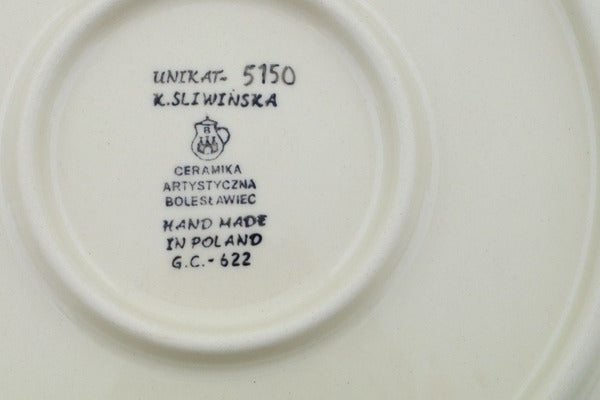 UNIKAT- 5150
K.SLIWIŃSKA
B
CERAMIKA
ARTYSTYCZNA
BOLESŁAWIEC
HAND MADE
IN POLAND
G.C.-622